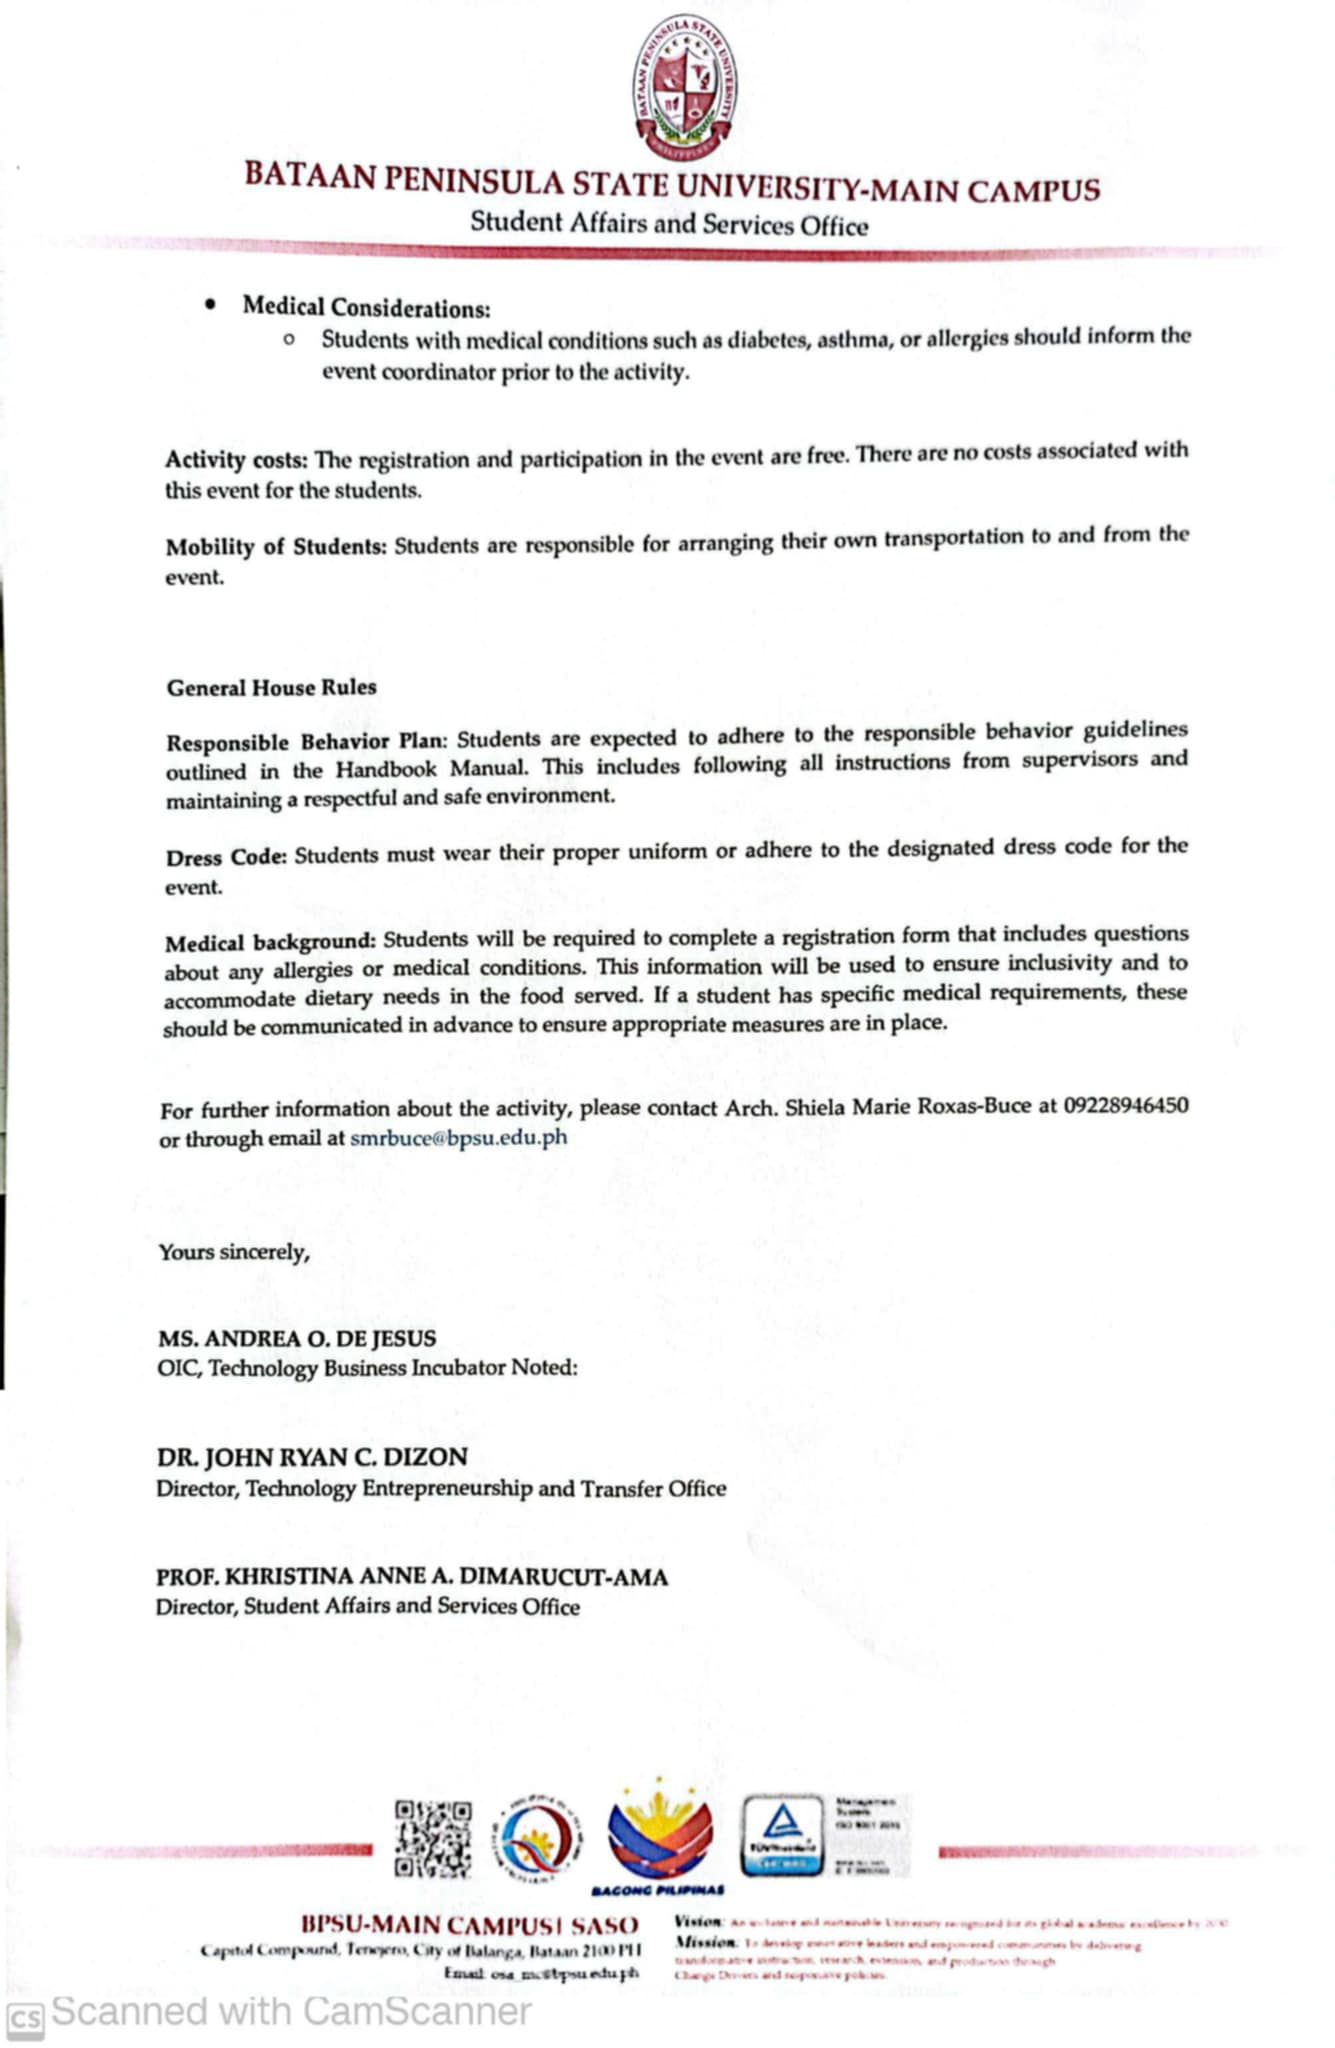 BATAAN PENINSULA STATE UNIVERSITY
PHILIPPINES
BATAAN PENINSULA STATE UNIVERSITY-MAIN CAMPUS
Student Affairs and Services Office
• Medical Considerations:
o Students with medical conditions such as diabetes, asthma, or allergies should inform the
event coordinator prior to the activity.
Activity costs: The registration and participation in the event are free. There are no costs associated with
this event for the students.
Mobility of Students: Students are responsible for arranging their own transportation to and from the
event.
General House Rules
Responsible Behavior Plan: Students are expected to adhere to the responsible behavior guidelines
outlined in the Handbook Manual. This includes following all instructions from supervisors and
maintaining a respectful and safe environment.
Dress Code: Students must wear their proper uniform or adhere to the designated dress code for the
event.
Medical background: Students will be required to complete a registration form that includes questions
about any allergies or medical conditions. This information will be used to ensure inclusivity and to
accommodate dietary needs in the food served. If a student has specific medical requirements, these
should be communicated in advance to ensure appropriate measures are in place.
For further information about the activity, please contact Arch. Shiela Marie Roxas-Buce at 09228946450
or through email at smrbuce@bpsu.edu.ph
Yours sincerely,
MS. ANDREA O. DE JESUS
OIC, Technology Business Incubator Noted:
DR. JOHN RYAN C. DIZON
Director, Technology Entrepreneurship and Transfer Office
PROF. KHRISTINA ANNE A. DIMARUCUT-AMA
Director, Student Affairs and Services Office
BAGONG PILIPINAS
Management
System
ISO 9001
BPSU-MAIN CAMPUS| SASO
Capitol Compound, Tenejero, City of Balanga, Bataan 2100 PH
Email: osa_mc@bpsu.edu.ph
Vision: An inclusive and sustainable University recognized for its global academic excellence by
Mission: To develop innovative leaders and empowered communities by delivering
transformative instruction, research, extension, and production through
Change Drivers and responsive policies.
CS Scanned with CamScanner